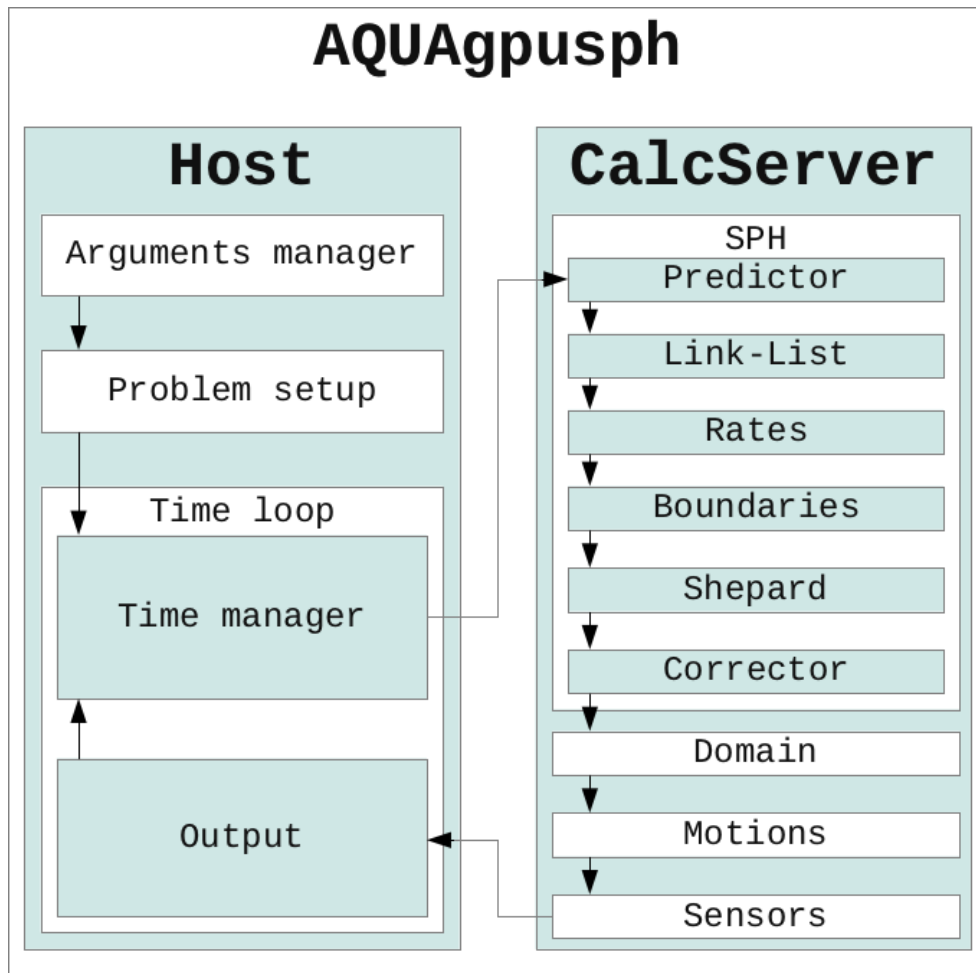 AQUAgpusph
Host
Arguments manager
Problem setup
Time loop
Time manager
Output
CalcServer
SPH
Predictor
Link-List
Rates
Boundaries
Shepard
Corrector
Domain
Motions
Sensors